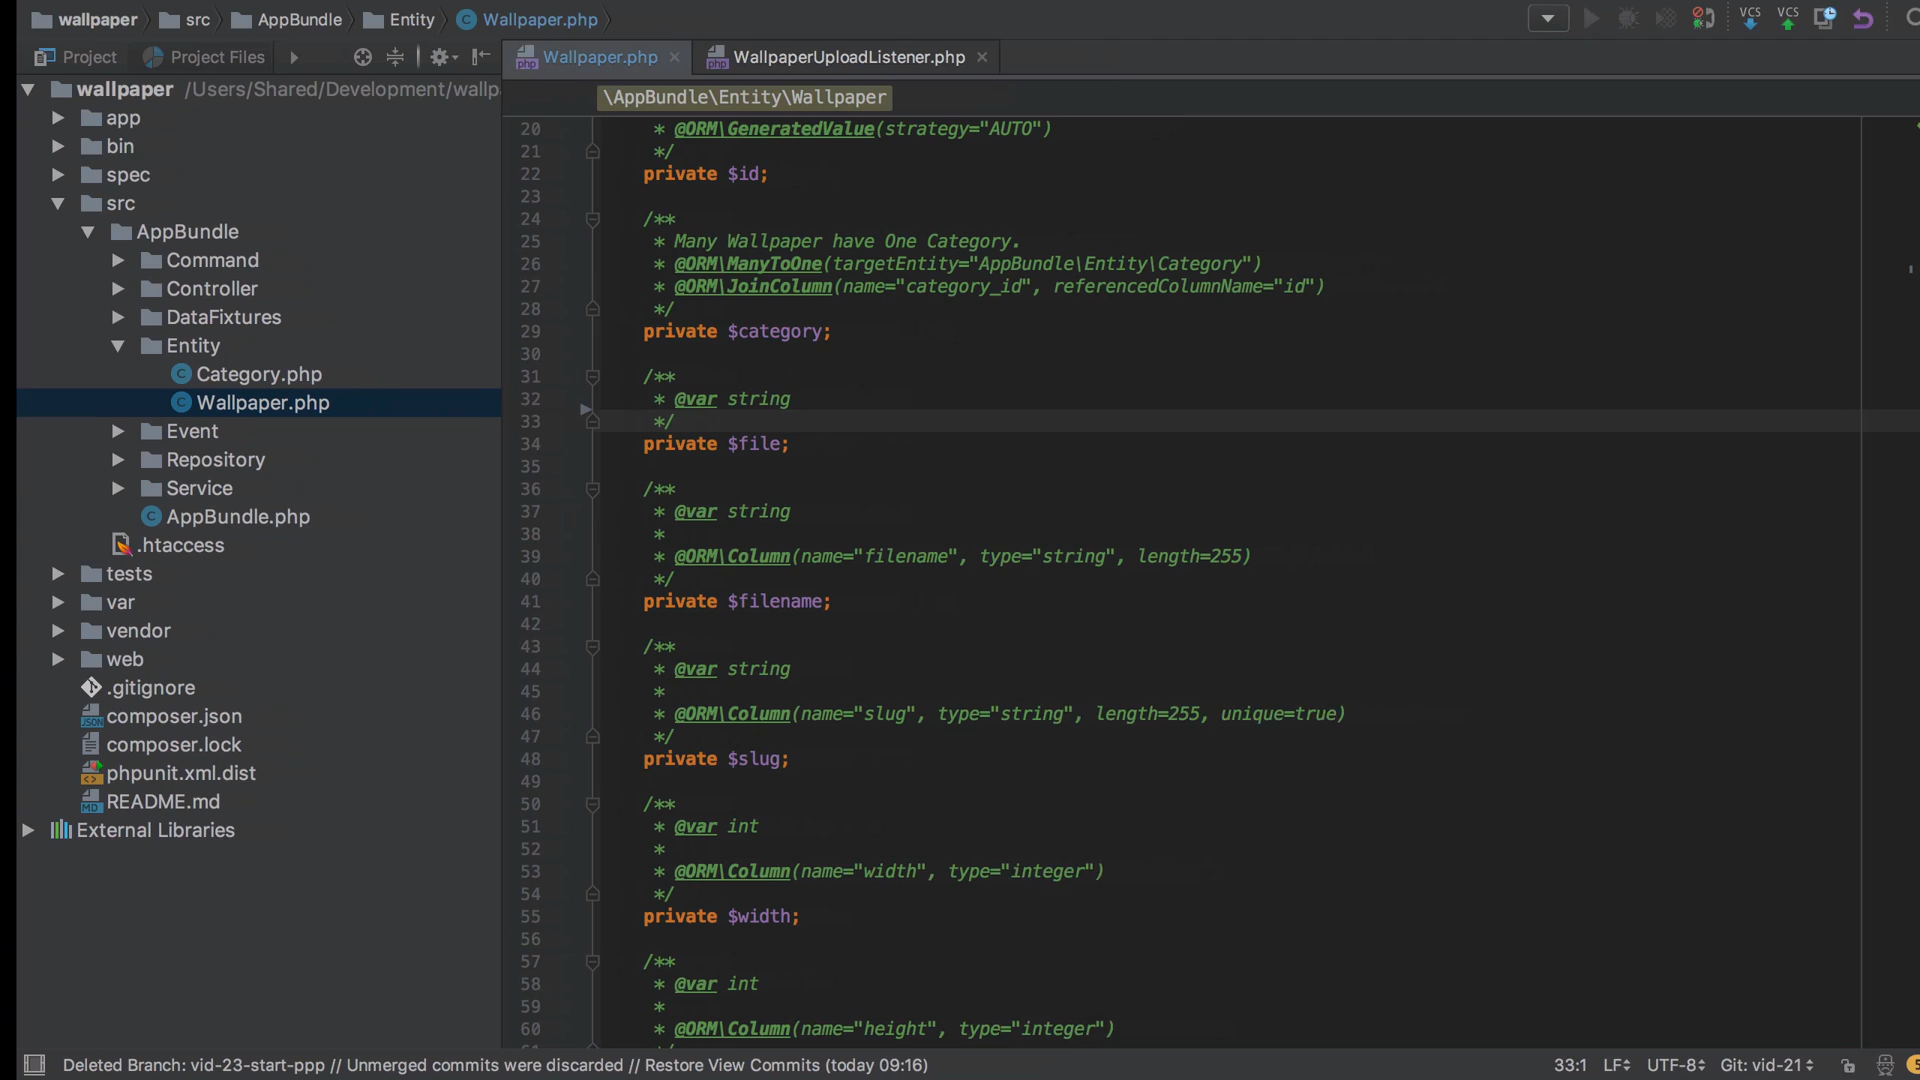 wallpaper src AppBundle Entity Wallpaper.php
VCS VCS
Project Project Files
Wallpaper.php WallpaperUploadListener.php
wallpaper /Users/Shared/Development/wallp
\AppBundle\Entity\Wallpaper
app
bin
spec
src
AppBundle
Command
Controller
DataFixtures
Entity
Category.php
Wallpaper.php
Event
Repository
Service
AppBundle.php
.htaccess
tests
var
vendor
web
.gitignore
composer.json
composer.lock
phpunit.xml.dist
README.md
External Libraries
20 * @ORM\GeneratedValue(strategy="AUTO")
21 */
22 private $id;
23
24 /**
25 * Many Wallpaper have One Category.
26 * @ORM\ManyToOne(targetEntity="AppBundle\Entity\Category")
27 * @ORM\JoinColumn(name="category_id", referencedColumnName="id")
28 */
29 private $category;
30
31 /**
32 * @var string
33 */
34 private $file;
35
36 /**
37 * @var string
38 *
39 * @ORM\Column(name="filename", type="string", length=255)
40 */
41 private $filename;
42
43 /**
44 * @var string
45 *
46 * @ORM\Column(name="slug", type="string", length=255, unique=true)
47 */
48 private $slug;
49
50 /**
51 * @var int
52 *
53 * @ORM\Column(name="width", type="integer")
54 */
55 private $width;
56
57 /**
58 * @var int
59 *
60 * @ORM\Column(name="height", type="integer")
Deleted Branch: vid-23-start-ppp // Unmerged commits were discarded // Restore View Commits (today 09:16)
33:1 LF UTF-8 Git: vid-21